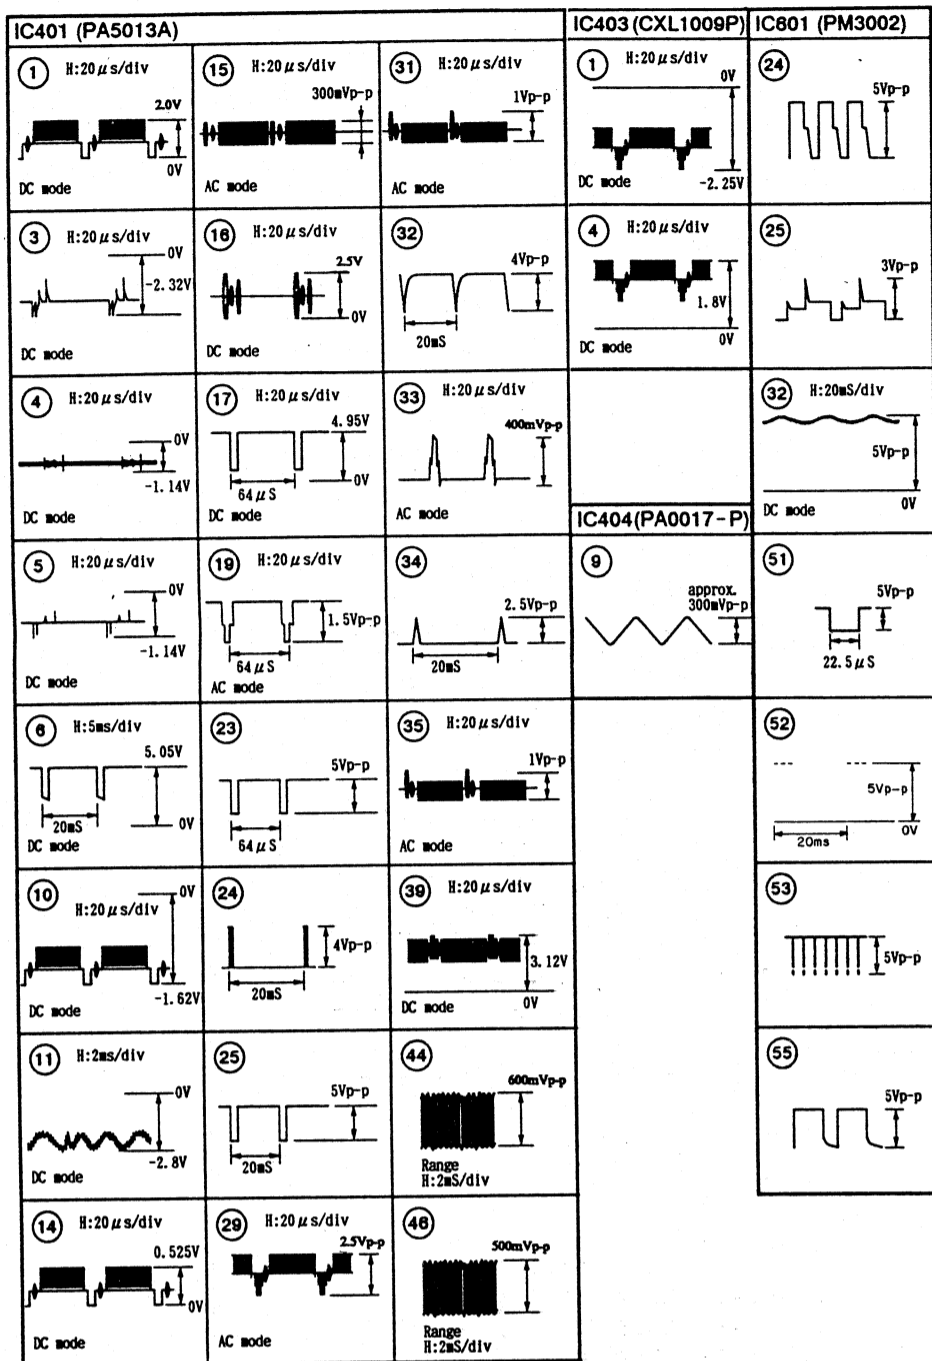 IC401 (PA5013A)
1
H:20μs/div
2.0V
0V
DC mode
3
H:20μs/div
0V
-2.32V
DC mode
4
H:20μs/div
0V
-1.14V
DC mode
5
H:20μs/div
0V
-1.14V
DC mode
6
H:5ms/div
5.05V
20mS
0V
DC mode
10
0V
H:20μs/div
-1.62V
DC mode
11
H:2ms/div
0V
-2.8V
DC mode
14
H:20μs/div
0.525V
0V
DC mode
15
H:20μs/div
300mVp-p
AC mode
16
H:20μs/div
2.5V
0V
DC mode
17
H:20μs/div
4.95V
0V
64μS
DC mode
19
H:20μs/div
1.5Vp-p
64μS
AC mode
23
5Vp-p
64μS
24
4Vp-p
20mS
25
5Vp-p
20mS
29
H:20μs/div
2.5Vp-p
AC mode
31
H:20μs/div
1Vp-p
AC mode
32
4Vp-p
20mS
33
H:20μs/div
400mVp-p
AC mode
34
2.5Vp-p
20mS
35
H:20μs/div
1Vp-p
AC mode
39
H:20μs/div
3.12V
DC mode
0V
44
600mVp-p
Range
H:2mS/div
46
500mVp-p
Range
H:2mS/div
IC403 (CXL1009P)
1
H:20μs/div
0V
DC mode
-2.25V
4
H:20μs/div
1.8V
0V
DC mode
IC404(PA0017-P)
9
approx.
300mVp-p
IC601 (PM3002)
24
5Vp-p
25
3Vp-p
32
H:20mS/div
5Vp-p
0V
DC mode
51
5Vp-p
22.5μS
52
5Vp-p
0V
20ms
53
5Vp-p
55
5Vp-p